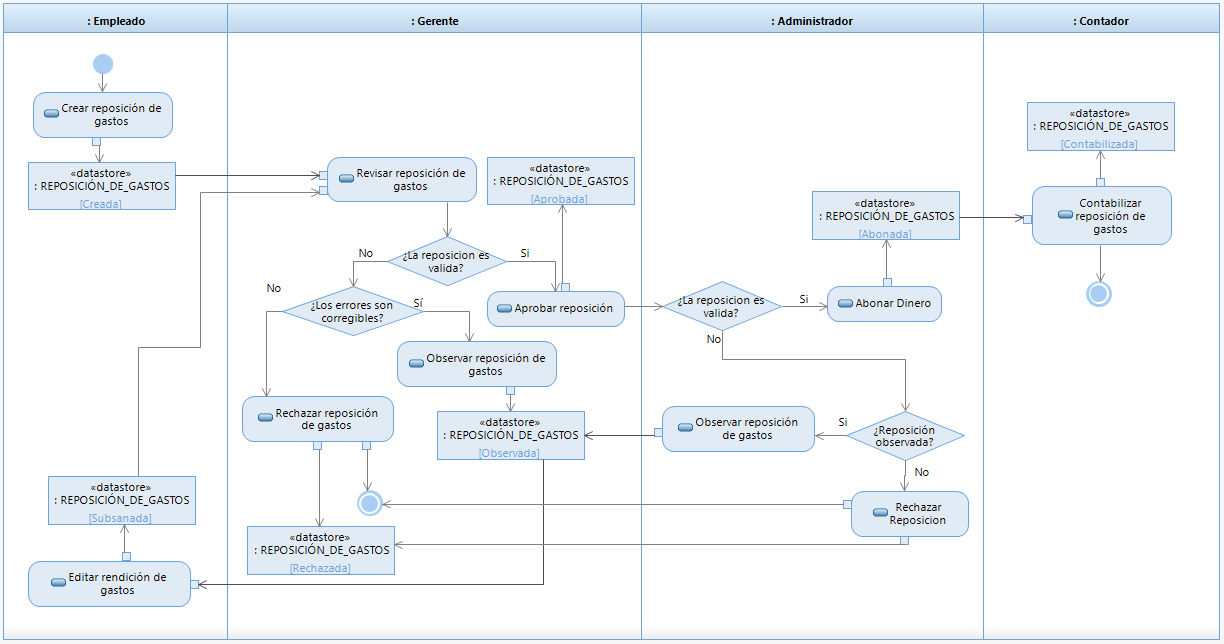 : Empleado
: Gerente
: Administrador
: Contador
Crear reposición de
gastos
«datastore»
: REPOSICIÓN_DE_GASTOS
[Creada]
Revisar reposición de
gastos
«datastore»
: REPOSICIÓN_DE_GASTOS
[Aprobada]
¿La reposicion es
valida?
No
Si
¿Los errores son
corregibles?
No
Sí
Aprobar reposición
Observar reposición de
gastos
Rechazar reposición
de gastos
«datastore»
: REPOSICIÓN_DE_GASTOS
[Observada]
«datastore»
: REPOSICIÓN_DE_GASTOS
[Rechazada]
«datastore»
: REPOSICIÓN_DE_GASTOS
[Subsanada]
Editar rendición de
gastos
¿La reposicion es
valida?
Si
No
Abonar Dinero
«datastore»
: REPOSICIÓN_DE_GASTOS
[Abonada]
¿Reposición
observada?
Si
No
Observar reposición
de gastos
Rechazar
Reposicion
«datastore»
: REPOSICIÓN_DE_GASTOS
[Contabilizada]
Contabilizar
reposición de
gastos